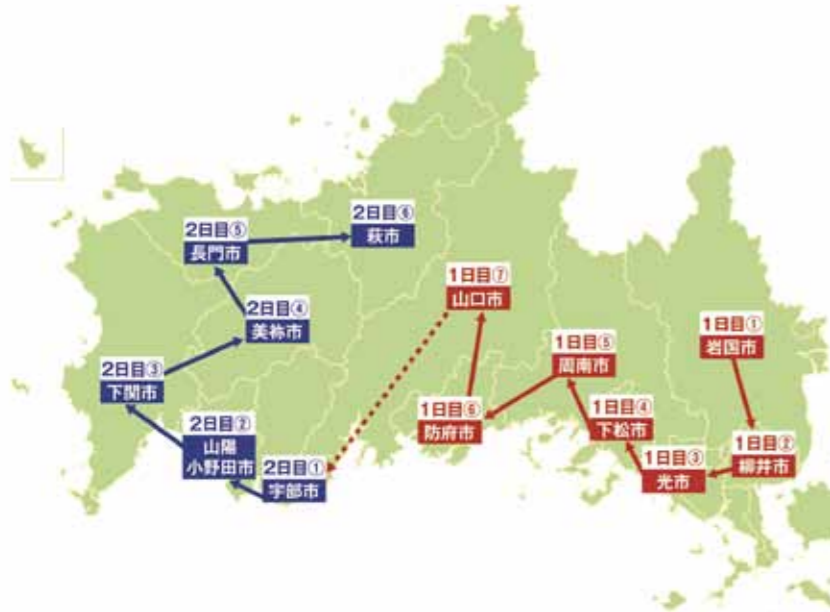 1日目①
岩国市
1日目②
柳井市
1日目③
光市
1日目④
下松市
1日目⑤
周南市
1日目⑥
防府市
1日目⑦
山口市
2日目①
宇部市
2日目②
山陽
小野田市
2日目③
下関市
2日目④
美祢市
2日目⑤
長門市
2日目⑥
萩市